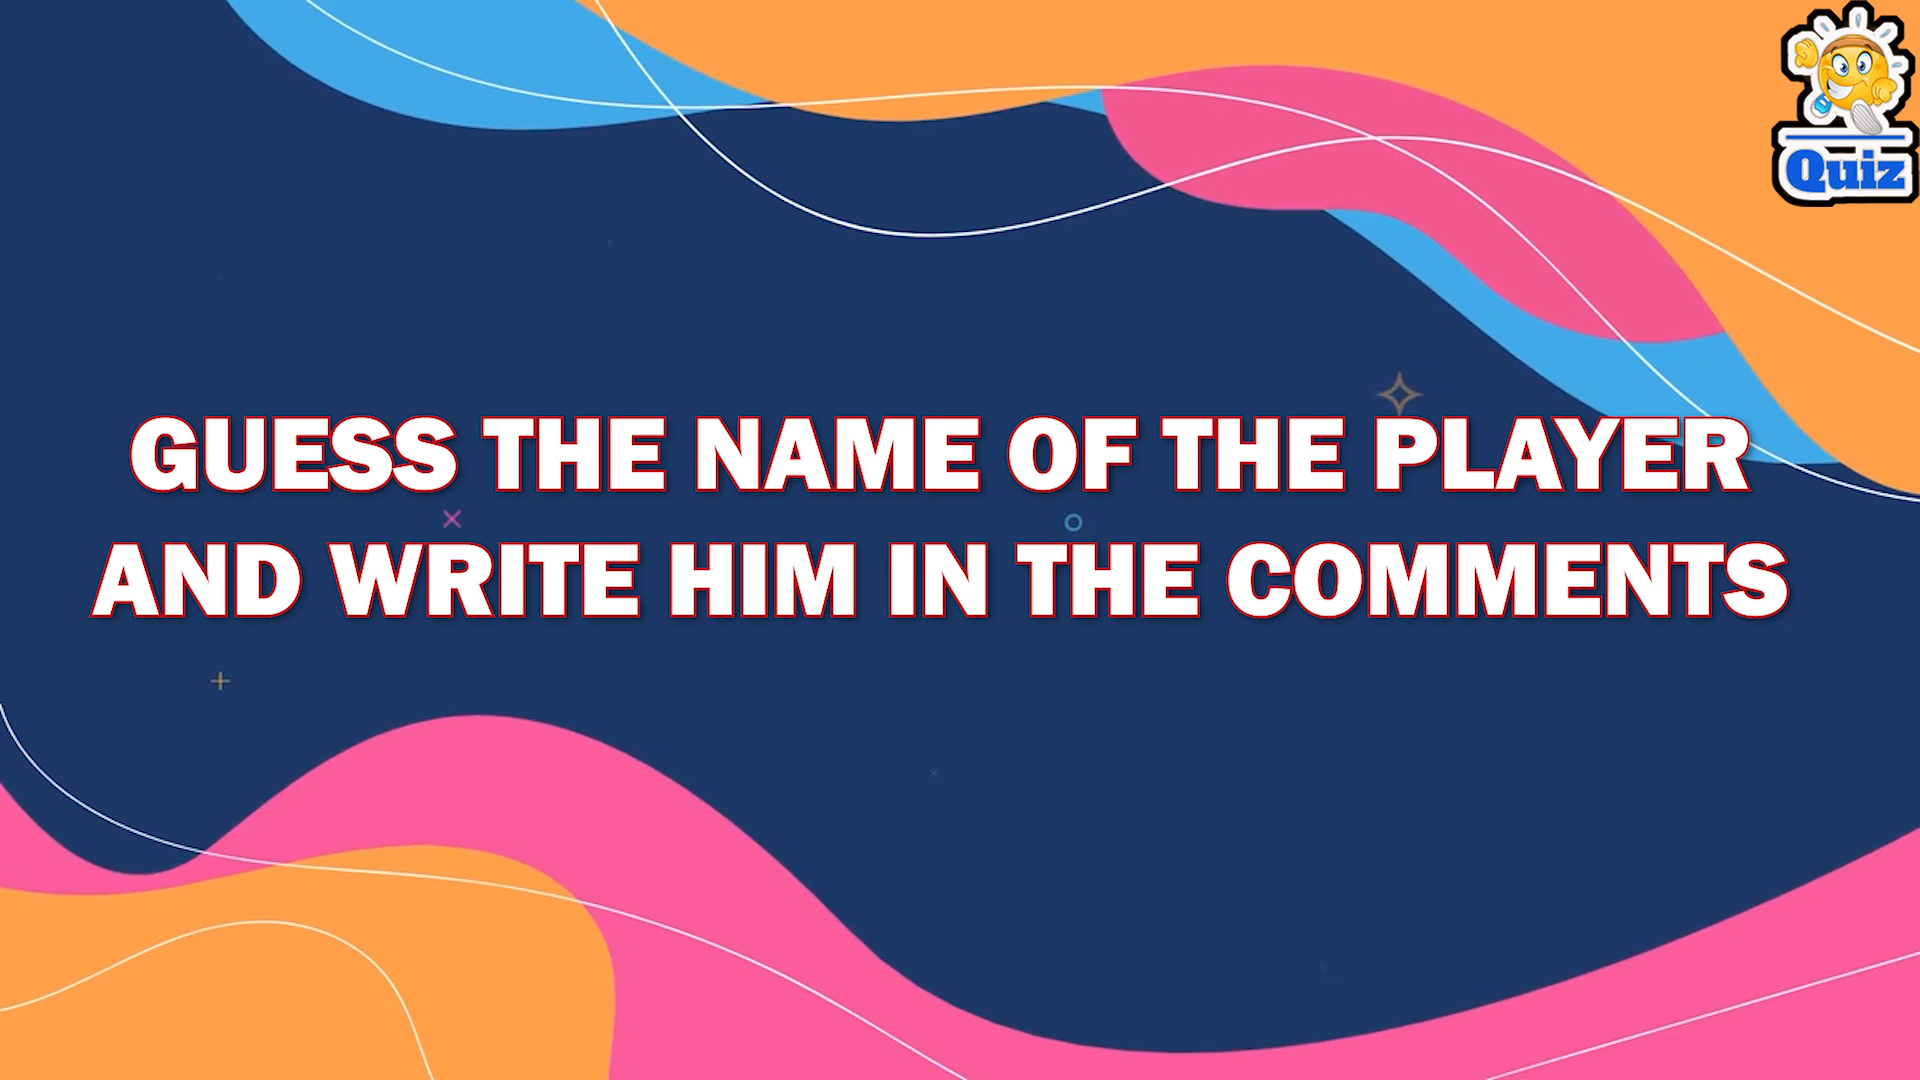 Quiz
GUESS THE NAME OF THE PLAYER
AND WRITE HIM IN THE COMMENTS